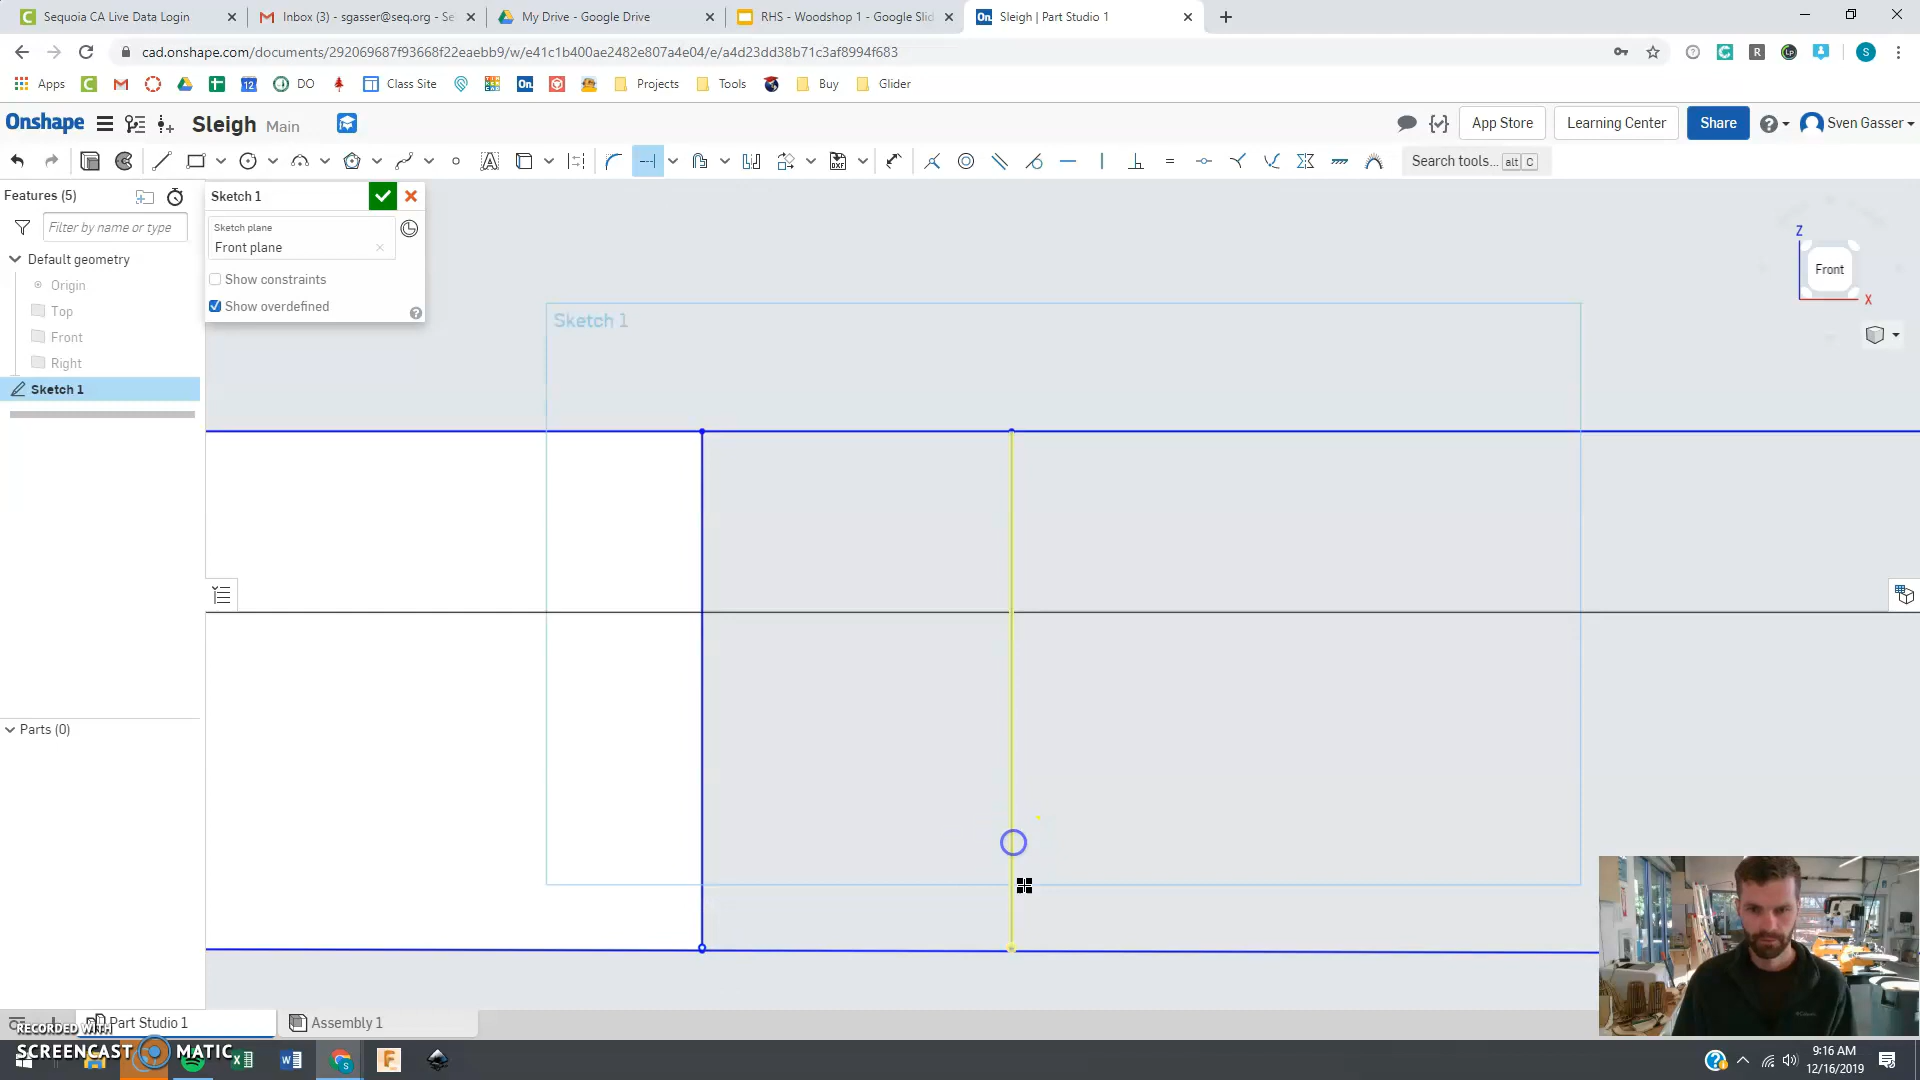 Sequoia CA Live Data Login
Inbox (3) - sgasser@seq.org - Se
My Drive - Google Drive
RHS - Woodshop 1 - Google Slid
On. Sleigh | Part Studio 1
cad.onshape.com/documents/292069687f93668f22eaebb9/w/e41c1b400ae2482e807a4e04/e/a4d23dd38b71c3af8994f683
Apps
12
DO
Class Site
On.
Projects
Tools
Buy
Glider
Onshape
Sleigh Main
App Store
Learning Center
Share
Sven Gasser
Search tools... alt C
Features (5)
Filter by name or type
Default geometry
Origin
Top
Front
Right
Sketch 1
Parts (0)
Sketch 1
Sketch plane
Front plane
Show constraints
Show overdefined
Sketch 1
Z
Front
X
Part Studio 1
Assembly 1
RECORDED WITH
SCREENCAST MATIC
9:16 AM
12/16/2019